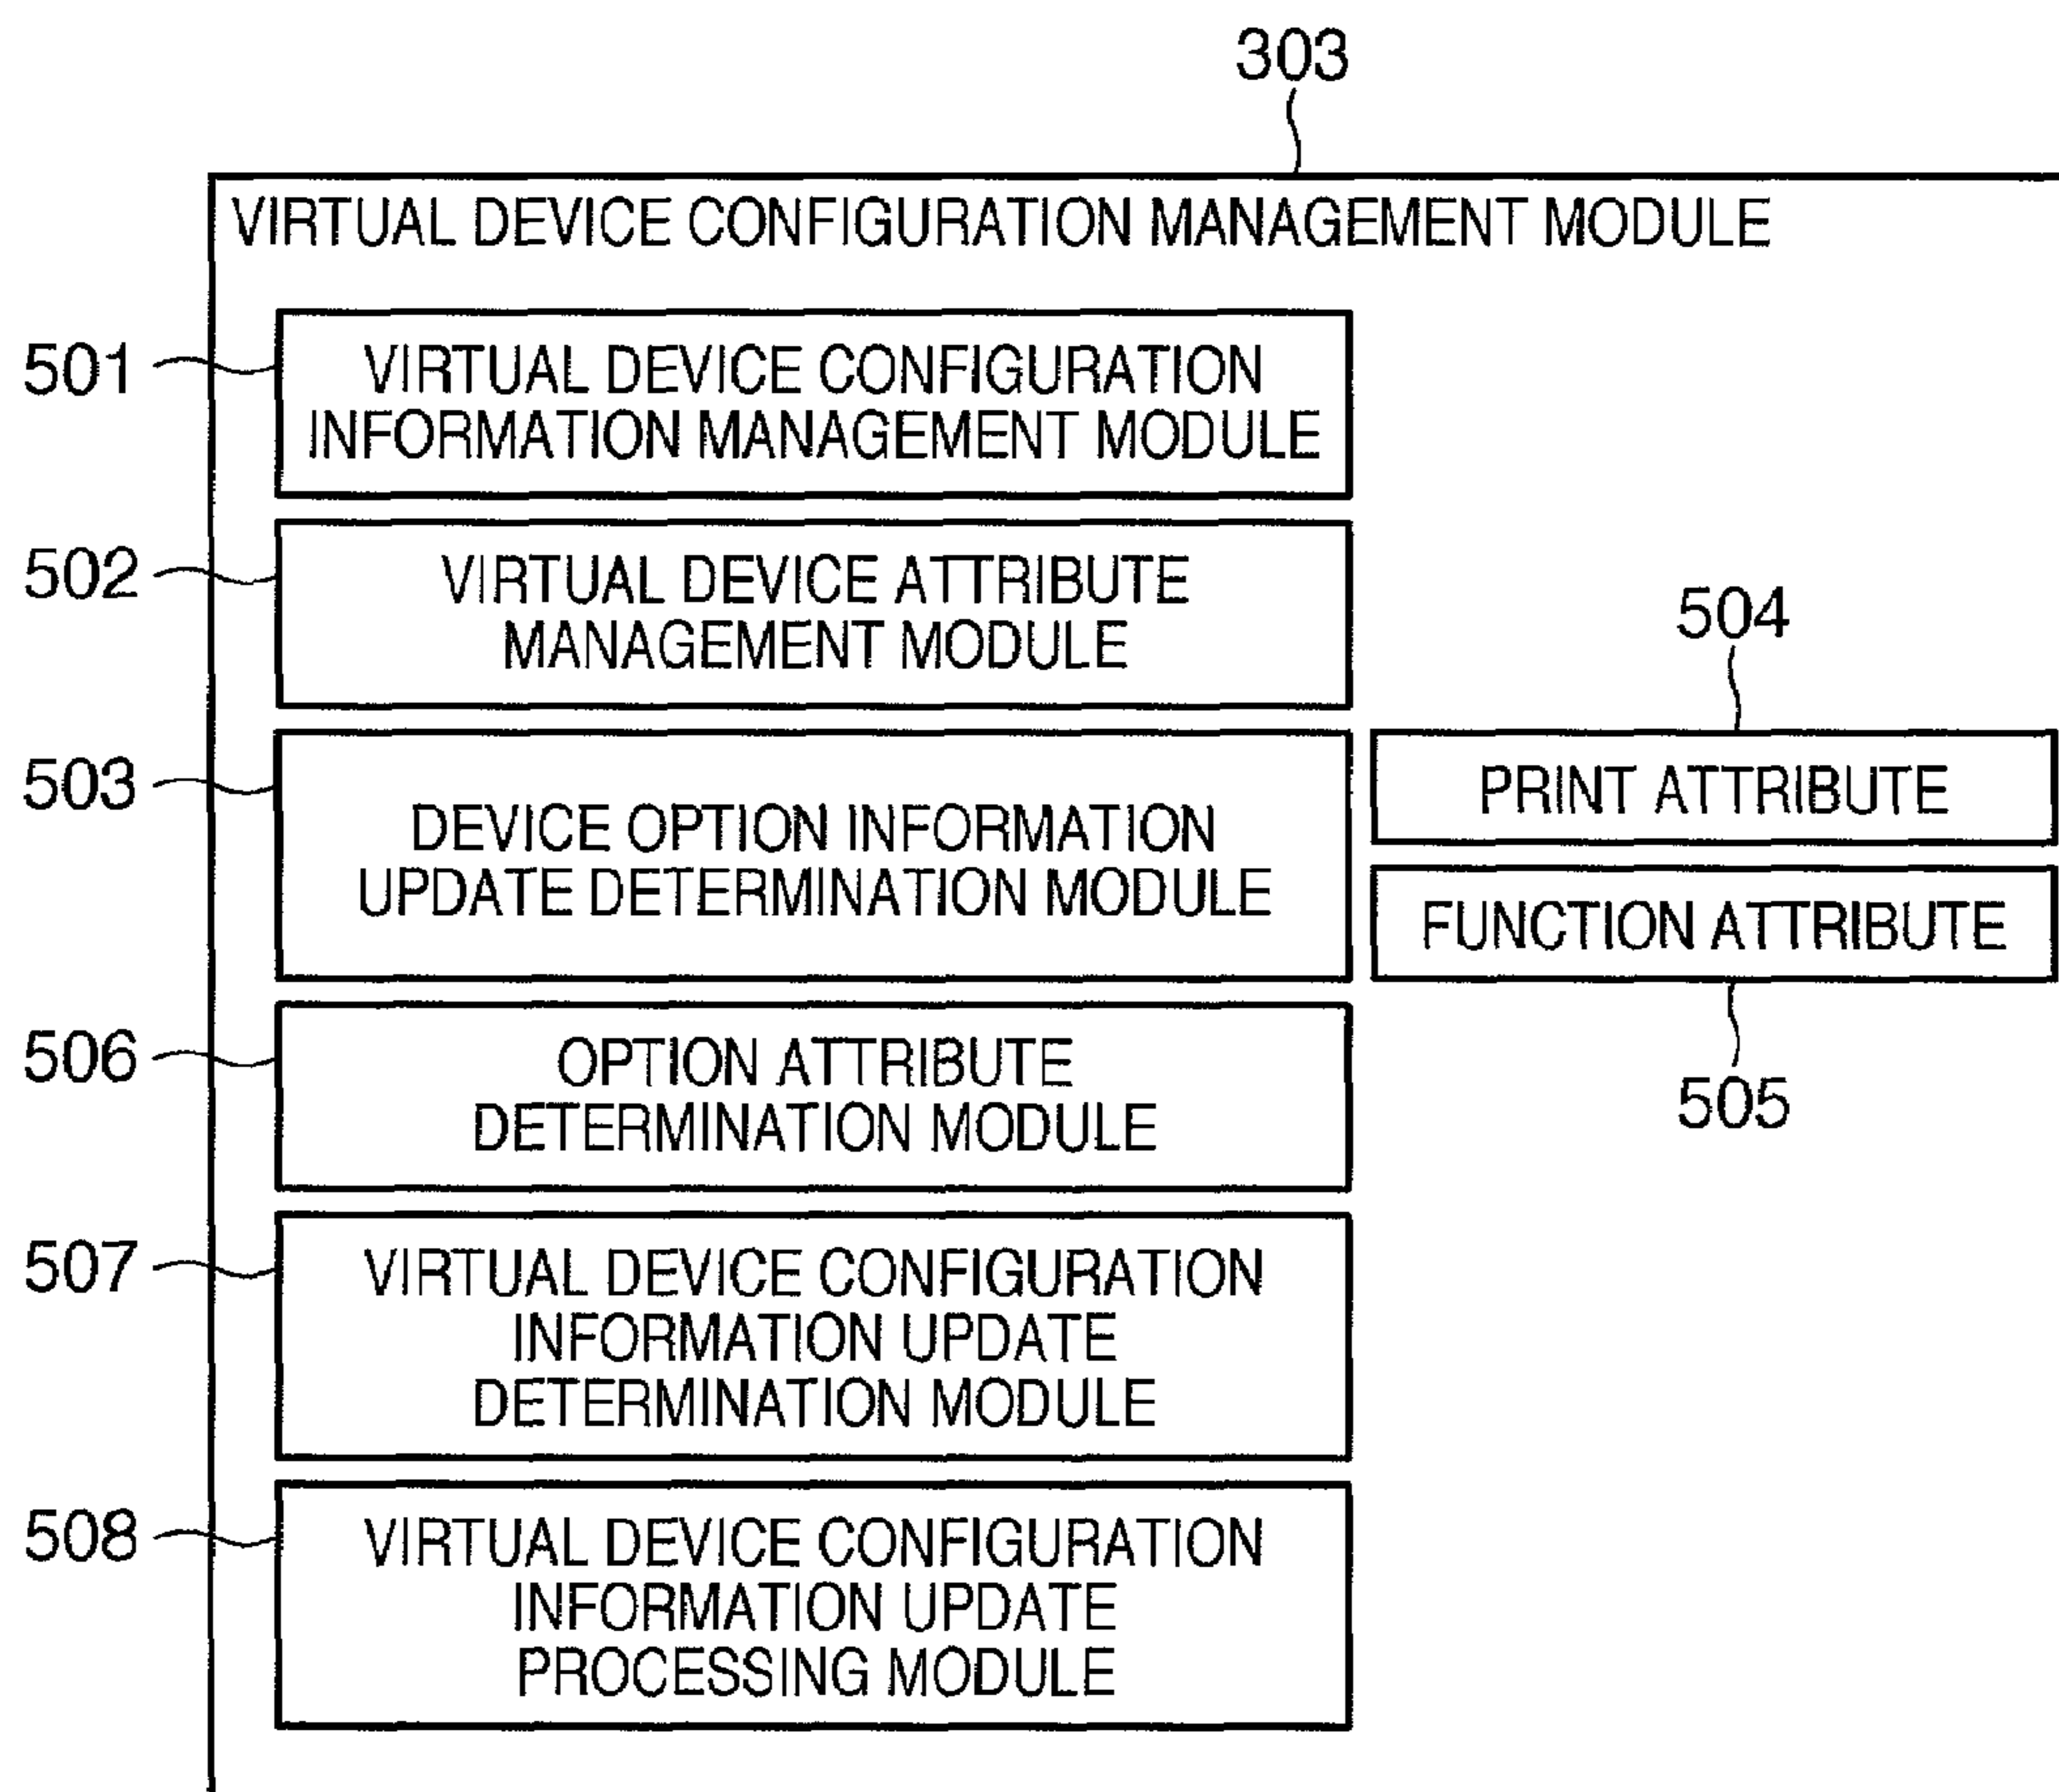 303
VIRTUAL DEVICE CONFIGURATION MANAGEMENT MODULE
501
VIRTUAL DEVICE CONFIGURATION
INFORMATION MANAGEMENT MODULE
502
VIRTUAL DEVICE ATTRIBUTE
MANAGEMENT MODULE
503
DEVICE OPTION INFORMATION
UPDATE DETERMINATION MODULE
504
PRINT ATTRIBUTE
FUNCTION ATTRIBUTE
505
506
OPTION ATTRIBUTE
DETERMINATION MODULE
507
VIRTUAL DEVICE CONFIGURATION
INFORMATION UPDATE
DETERMINATION MODULE
508
VIRTUAL DEVICE CONFIGURATION
INFORMATION UPDATE
PROCESSING MODULE